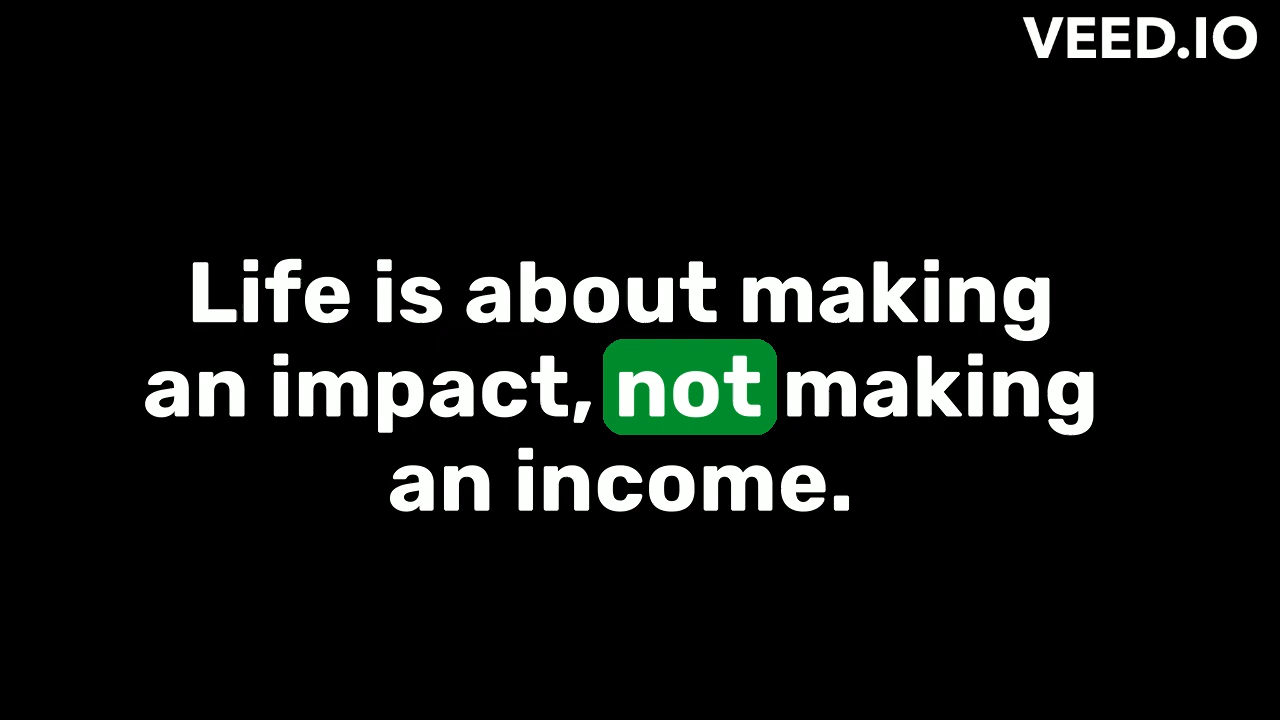 VEED.IO
Life is about making
an impact, not making
an income.